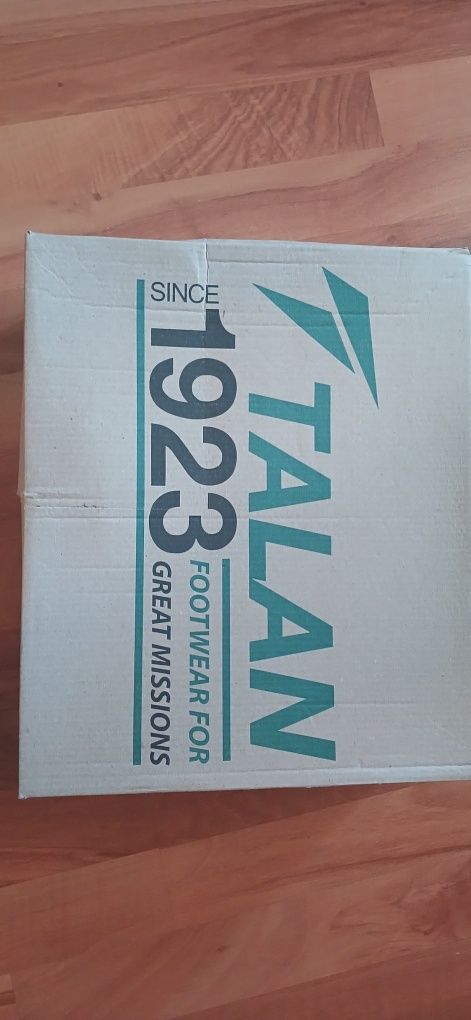 TALAN
SINCE
1923
FOOTWEAR FOR
GREAT MISSIONS